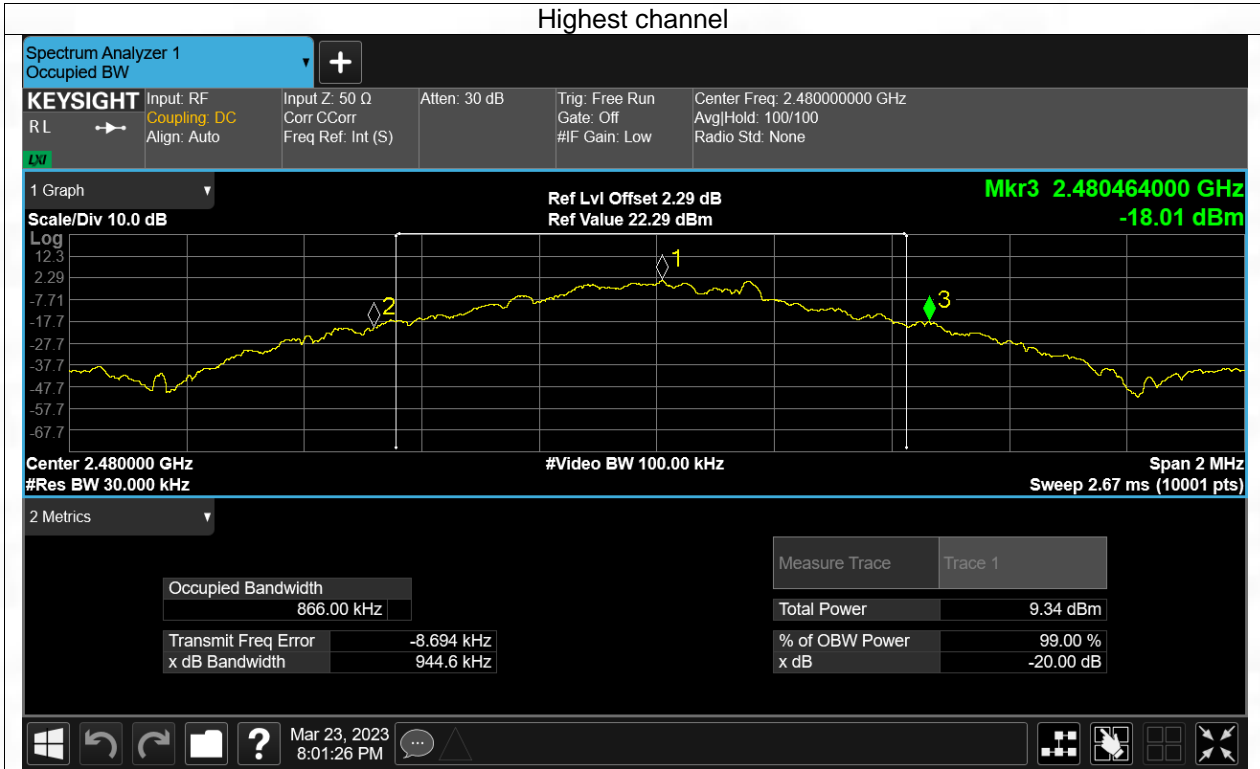 Highest channel
Spectrum Analyzer 1
Occupied BW
+
KEYSIGHT
RL
LXI
Input: RF
Coupling: DC
Align: Auto
Input Z: 50 Ω
Corr CCorr
Freq Ref: Int (S)
Atten: 30 dB
Trig: Free Run
Gate: Off
#IF Gain: Low
Center Freq: 2.480000000 GHz
Avg|Hold: 100/100
Radio Std: None
1 Graph
Scale/Div 10.0 dB
Ref Lvl Offset 2.29 dB
Ref Value 22.29 dBm
Mkr3 2.480464000 GHz
-18.01 dBm
Log
12.3
2.29
-7.71
-17.7
-27.7
-37.7
-47.7
-57.7
-67.7
1
2
3
Center 2.480000 GHz
#Video BW 100.00 kHz
Span 2 MHz
#Res BW 30.000 kHz
Sweep 2.67 ms (10001 pts)
2 Metrics
Measure Trace Trace 1
Occupied Bandwidth
866.00 kHz
Total Power 9.34 dBm
Transmit Freq Error -8.694 kHz
% of OBW Power 99.00 %
x dB Bandwidth 944.6 kHz
x dB -20.00 dB
?
Mar 23, 2023
8:01:26 PM